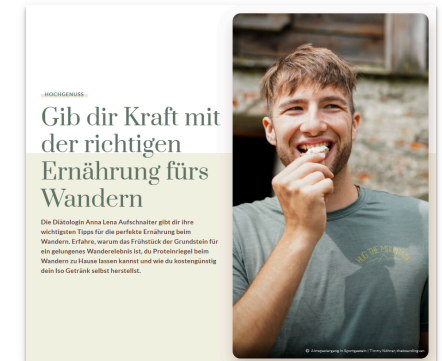 HOCHGENUSS
Gib dir Kraft mit
der richtigen
Ernährung fürs
Wandern
Die Diätologin Anna Lena Aufschnaiter gibt dir ihre
wichtigsten Tipps für die perfekte Ernährung beim
Wandern. Erfahre, warum das Frühstück der Grundstein für
ein gelungenes Wandererlebnis ist, du Proteinriegel beim
Wandern zu Hause lassen kannst und wie du kostengünstig
dein Iso Getränk selbst herstellst.